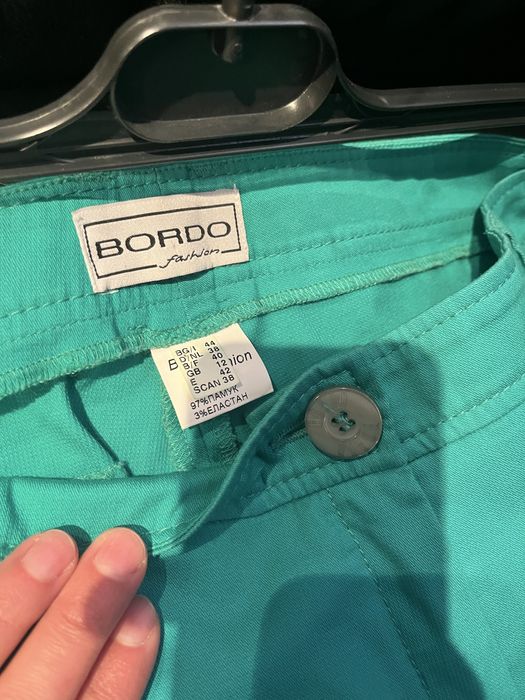 BORDO
fashion
BG/I 44
D/NL 38
B/F 40
GB 12
E 42
SCAN 38
97%ПАМУК
3%ЕЛАСТАН